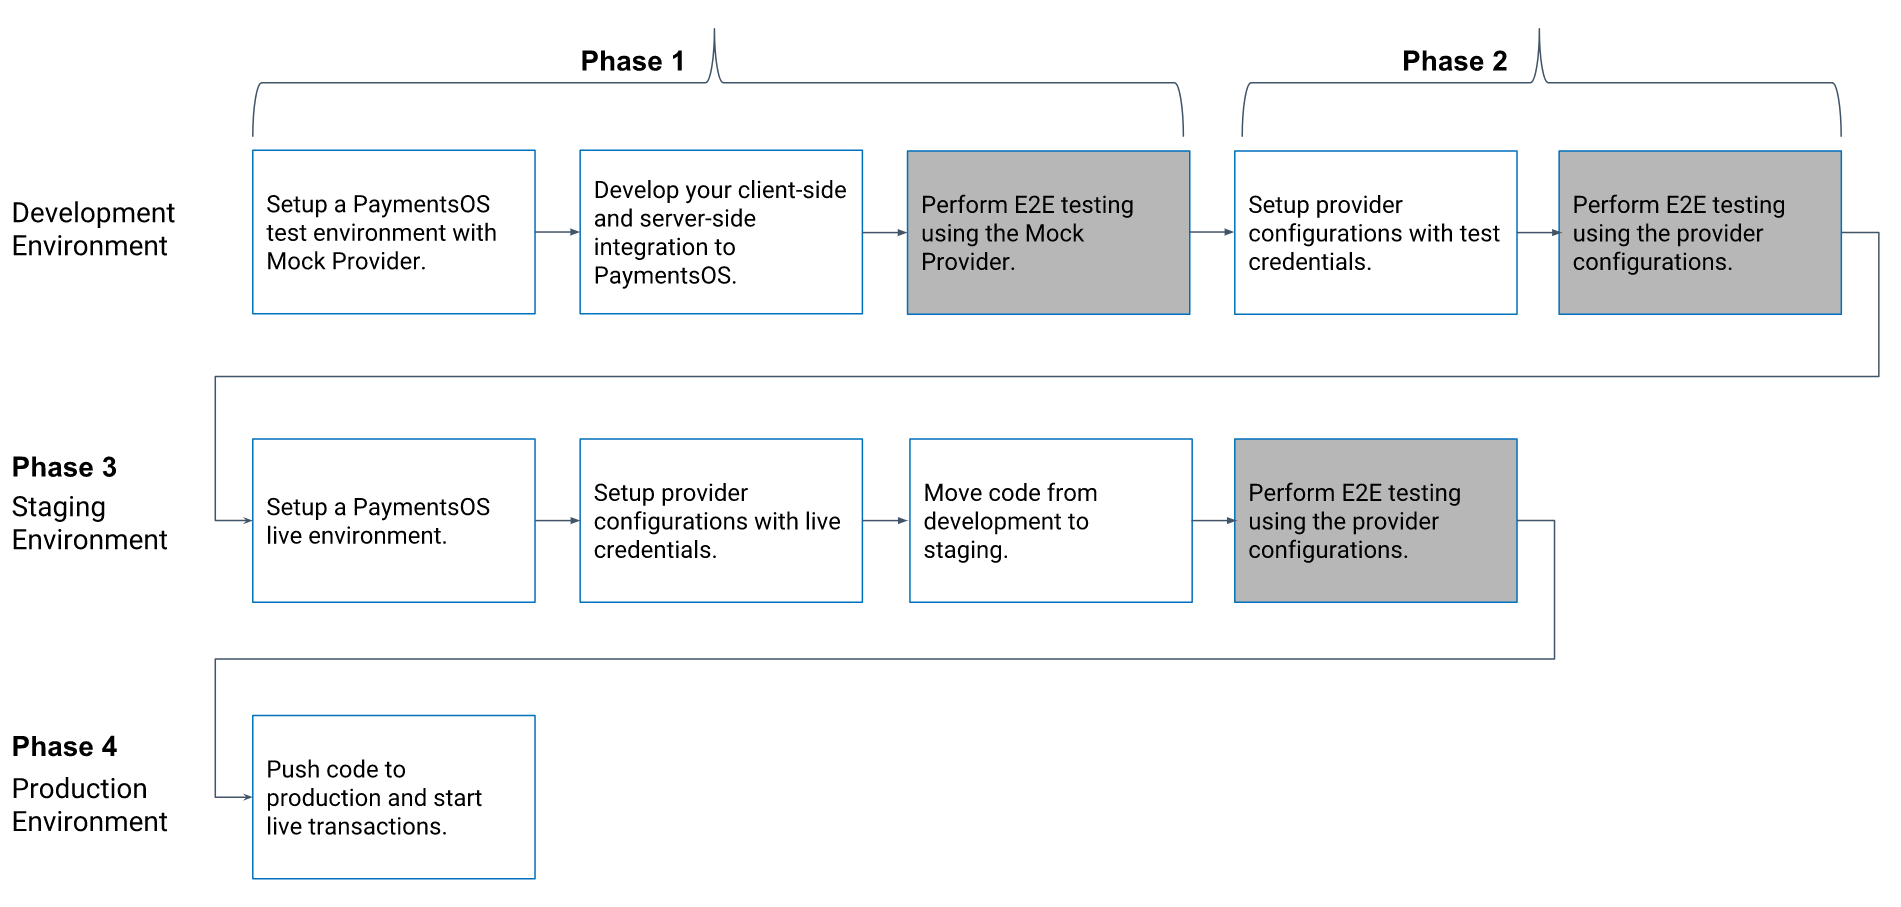 Phase 1
Phase 2
Development
Environment
Setup a PaymentsOS
test environment with
Mock Provider.
Develop your client-side
and server-side
integration to
PaymentsOS.
Perform E2E testing
using the Mock
Provider.
Setup provider
configurations with test
credentials.
Perform E2E testing
using the provider
configurations.
Phase 3
Staging
Environment
Setup a PaymentsOS
live environment.
Setup provider
configurations with live
credentials.
Move code from
development to
staging.
Perform E2E testing
using the provider
configurations.
Phase 4
Production
Environment
Push code to
production and start
live transactions.